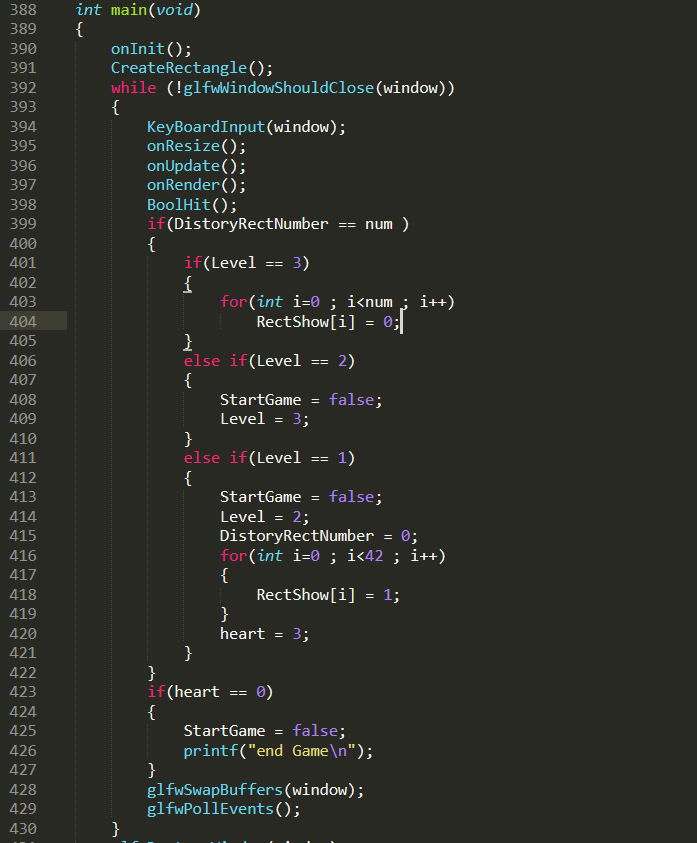 388 int main(void)
389 {
390 onInit();
391 CreateRectangle();
392 while (!glfwWindowShouldClose(window))
393 {
394 KeyBoardInput(window);
395 onResize();
396 onUpdate();
397 onRender();
398 BoolHit();
399 if(DistoryRectNumber == num )
400 {
401 if(Level == 3)
402 {
403 for(int i=0 ; i<num ; i++)
404 RectShow[i] = 0;
405 }
406 else if(Level == 2)
407 {
408 StartGame = false;
409 Level = 3;
410 }
411 else if(Level == 1)
412 {
413 StartGame = false;
414 Level = 2;
415 DistoryRectNumber = 0;
416 for(int i=0 ; i<42 ; i++)
417 {
418 RectShow[i] = 1;
419 }
420 heart = 3;
421 }
422 }
423 if(heart == 0)
424 {
425 StartGame = false;
426 printf("end Game\n");
427 }
428 glfwSwapBuffers(window);
429 glfwPollEvents();
430 }